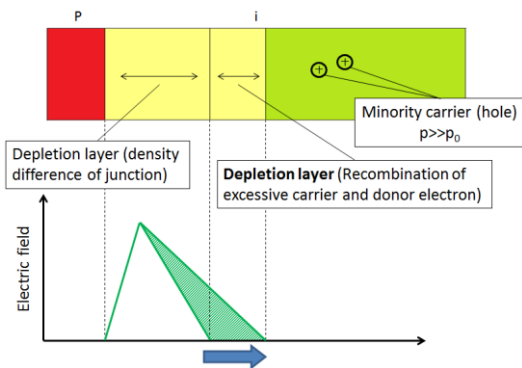 P
i
+
+
Minority carrier (hole)
p>>p₀
Depletion layer (density
difference of junction)
Depletion layer (Recombination of
excessive carrier and donor electron)
Electric field